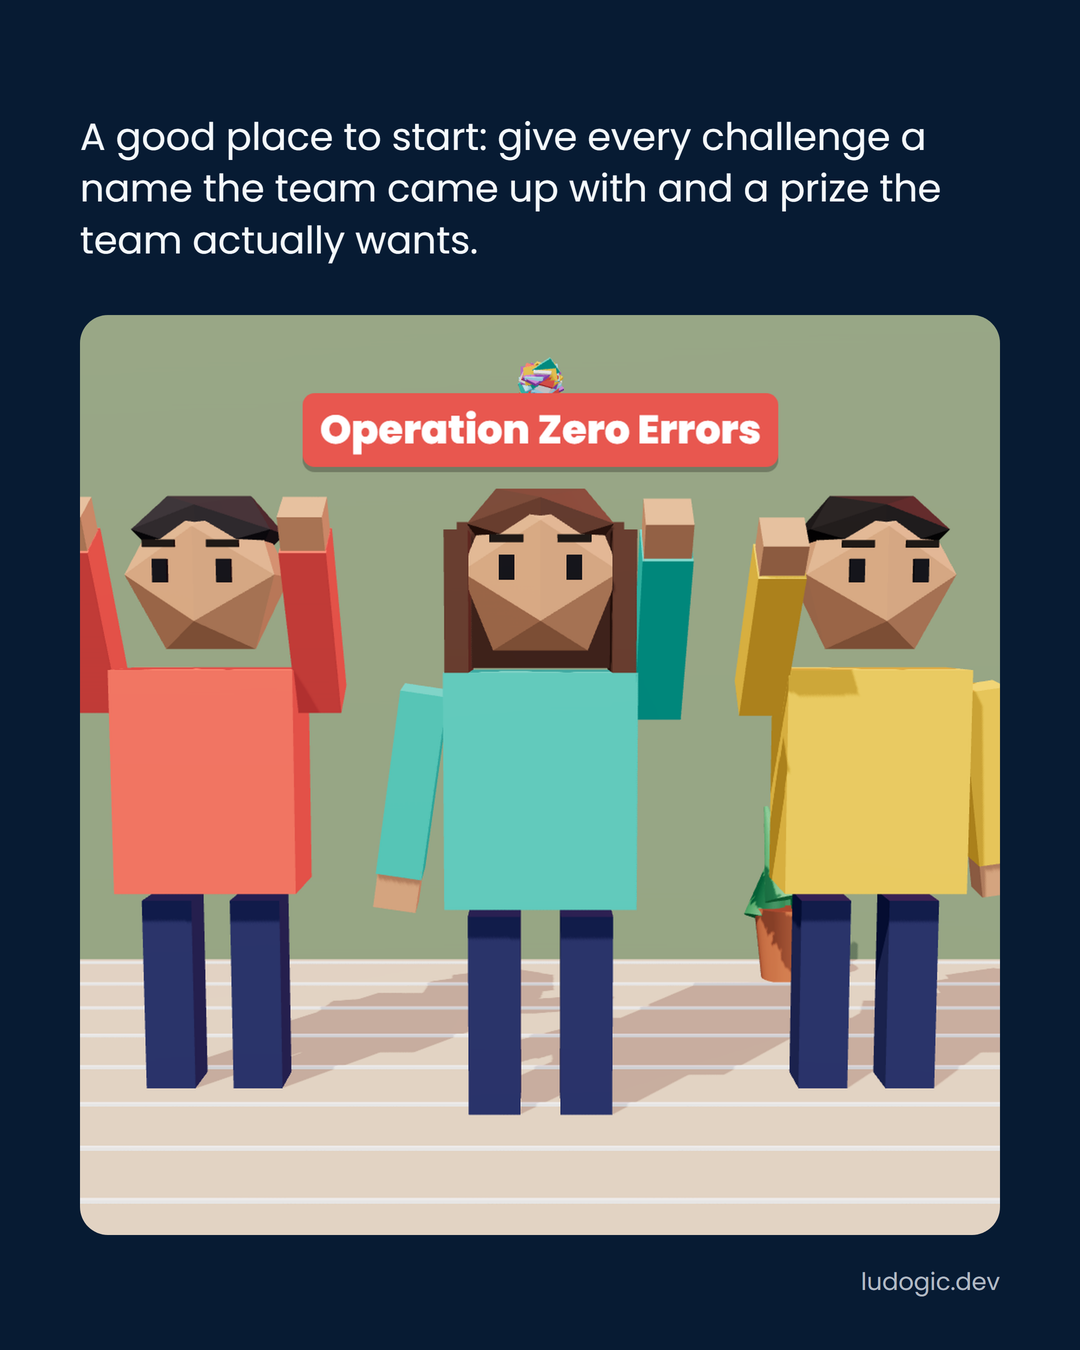 A good place to start: give every challenge a
name the team came up with and a prize the
team actually wants.
Operation Zero Errors
ludogic.dev